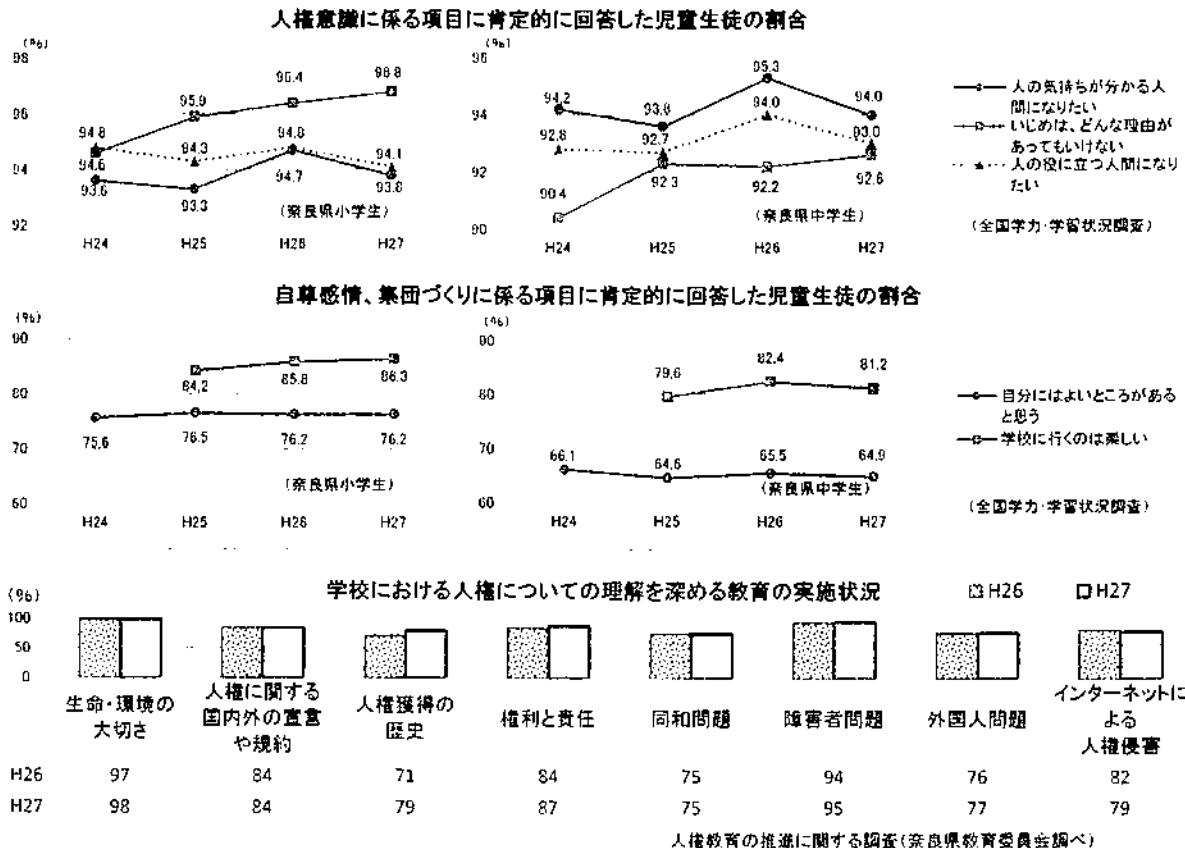 人権意識に係る項目に肯定的に回答した児童生徒の割合
(%)
98
96
94
92
94.8
94.6
93.6
95.9
94.3
93.3
96.4
94.8
94.7
96.8
94.1
93.8
(奈良県小学生)
H24 H25 H26 H27
(%)
96
94
92
90
94.2
92.8
90.4
93.6
92.7
92.3
95.3
94.0
92.2
94.0
93.0
92.6
(奈良県中学生)
H24 H25 H26 H27
人の気持ちが分かる人
間になりたい
いじめは、どんな理由が
あってもいけない
人の役に立つ人間になり
たい
(全国学力・学習状況調査)
自尊感情、集団づくりに係る項目に肯定的に回答した児童生徒の割合
(%)
90
80
70
60
84.2 85.8 86.3
75.6 76.5 76.2 76.2
(奈良県小学生)
H24 H25 H26 H27
(%)
90
80
70
60
79.6 82.4 81.2
66.1 64.6 65.5 64.9
(奈良県中学生)
H24 H25 H26 H27
自分にはよいところがある
と思う
学校に行くのは楽しい
(全国学力・学習状況調査)
学校における人権についての理解を深める教育の実施状況
H26 H27
(%)
100
50
0
生命・環境の
大切さ
人権に関する
国内外の宣言
や規約
人権獲得の
歴史
権利と責任
同和問題
障害者問題
外国人問題
インターネットに
よる
人権侵害
H26 97 84 71 84 75 94 76 82
H27 98 84 79 87 75 95 77 79
人権教育の推進に関する調査(奈良県教育委員会調べ)